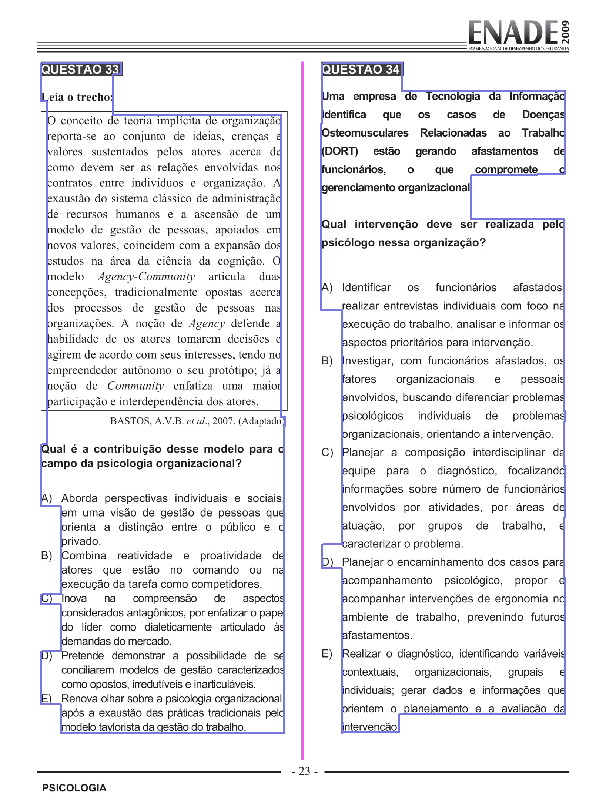 ENADE 2009
EXAME NACIONAL DE DESEMPENHO DOS ESTUDANTES
QUESTÃO 33
Leia o trecho:
O conceito de teoria implícita de organização
reporta-se ao conjunto de ideias, crenças e
valores sustentados pelos atores acerca de
como devem ser as relações envolvidas nos
contratos entre indivíduos e organização. A
exaustão do sistema clássico de administração
de recursos humanos e a ascensão de um
modelo de gestão de pessoas, apoiados em
novos valores, coincidem com a expansão dos
estudos na área da ciência da cognição. O
modelo Agency-Community articula duas
concepções, tradicionalmente opostas acerca
dos processos de gestão de pessoas nas
organizações. A noção de Agency defende a
habilidade de os atores tomarem decisões e
agirem de acordo com seus interesses, tendo no
empreendedor autônomo o seu protótipo; já a
noção de Community enfatiza uma maior
participação e interdependência dos atores.
BASTOS, A.V.B. et al., 2007. (Adaptado)
Qual é a contribuição desse modelo para o
campo da psicologia organizacional?
A) Aborda perspectivas individuais e sociais,
em uma visão de gestão de pessoas que
orienta a distinção entre o público e o
privado.
B) Combina reatividade e proatividade de
atores que estão no comando ou na
execução da tarefa como competidores.
C) Inova na compreensão de aspectos
considerados antagônicos, por enfatizar o papel
do líder como dialeticamente articulado às
demandas do mercado.
D) Pretende demonstrar a possibilidade de se
conciliarem modelos de gestão caracterizados
como opostos, irredutíveis e inarticuláveis.
E) Renova olhar sobre a psicologia organizacional
após a exaustão das práticas tradicionais pelo
modelo taylorista da gestão do trabalho.
QUESTÃO 34
Uma empresa de Tecnologia da Informação
identifica que os casos de Doenças
Osteomusculares Relacionadas ao Trabalho
(DORT) estão gerando afastamentos de
funcionários, o que compromete o
gerenciamento organizacional.
Qual intervenção deve ser realizada pelo
psicólogo nessa organização?
A) Identificar os funcionários afastados,
realizar entrevistas individuais com foco na
execução do trabalho, analisar e informar os
aspectos prioritários para intervenção.
B) Investigar, com funcionários afastados, os
fatores organizacionais e pessoais
envolvidos, buscando diferenciar problemas
psicológicos individuais de problemas
organizacionais, orientando a intervenção.
C) Planejar a composição interdisciplinar da
equipe para o diagnóstico, focalizando
informações sobre número de funcionários
envolvidos por atividades, por áreas de
atuação, por grupos de trabalho, e
caracterizar o problema.
D) Planejar o encaminhamento dos casos para
acompanhamento psicológico, propor e
acompanhar intervenções de ergonomia no
ambiente de trabalho, prevenindo futuros
afastamentos.
E) Realizar o diagnóstico, identificando variáveis
contextuais, organizacionais, grupais e
individuais; gerar dados e informações que
orientem o planejamento e a avaliação da
intervenção.
- 23 -
PSICOLOGIA